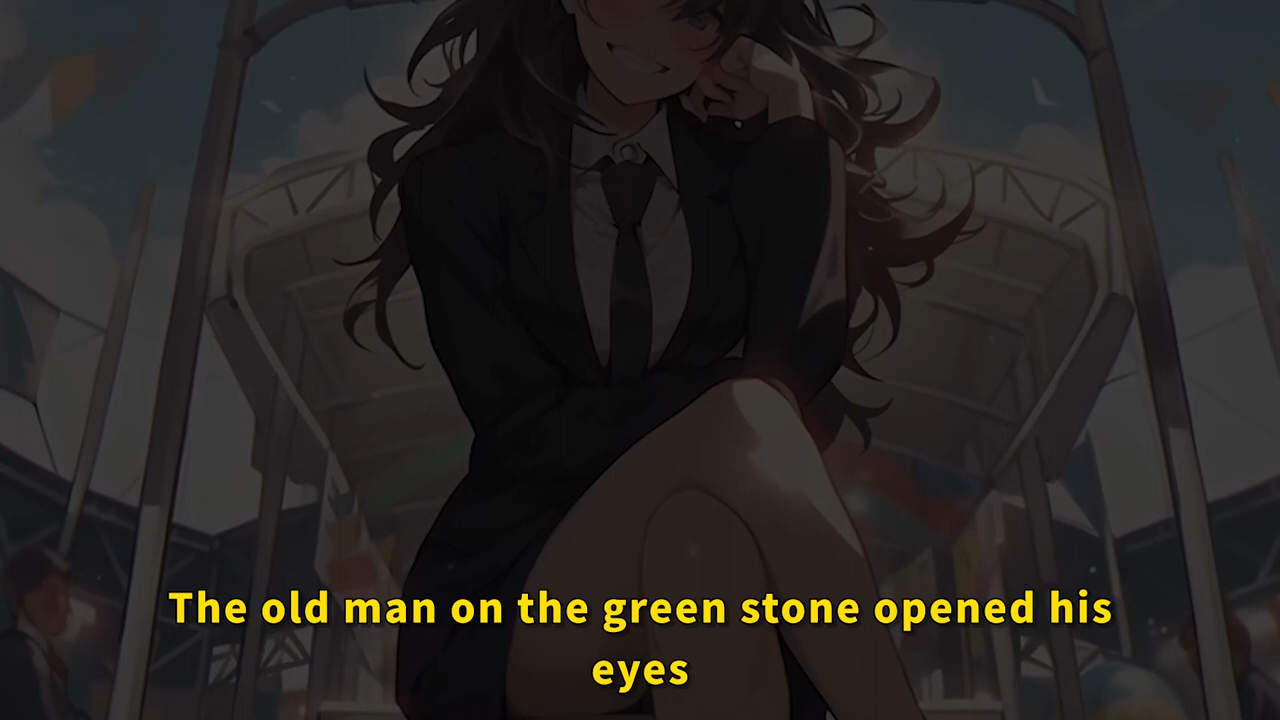 The old man on the green stone opened his
eyes